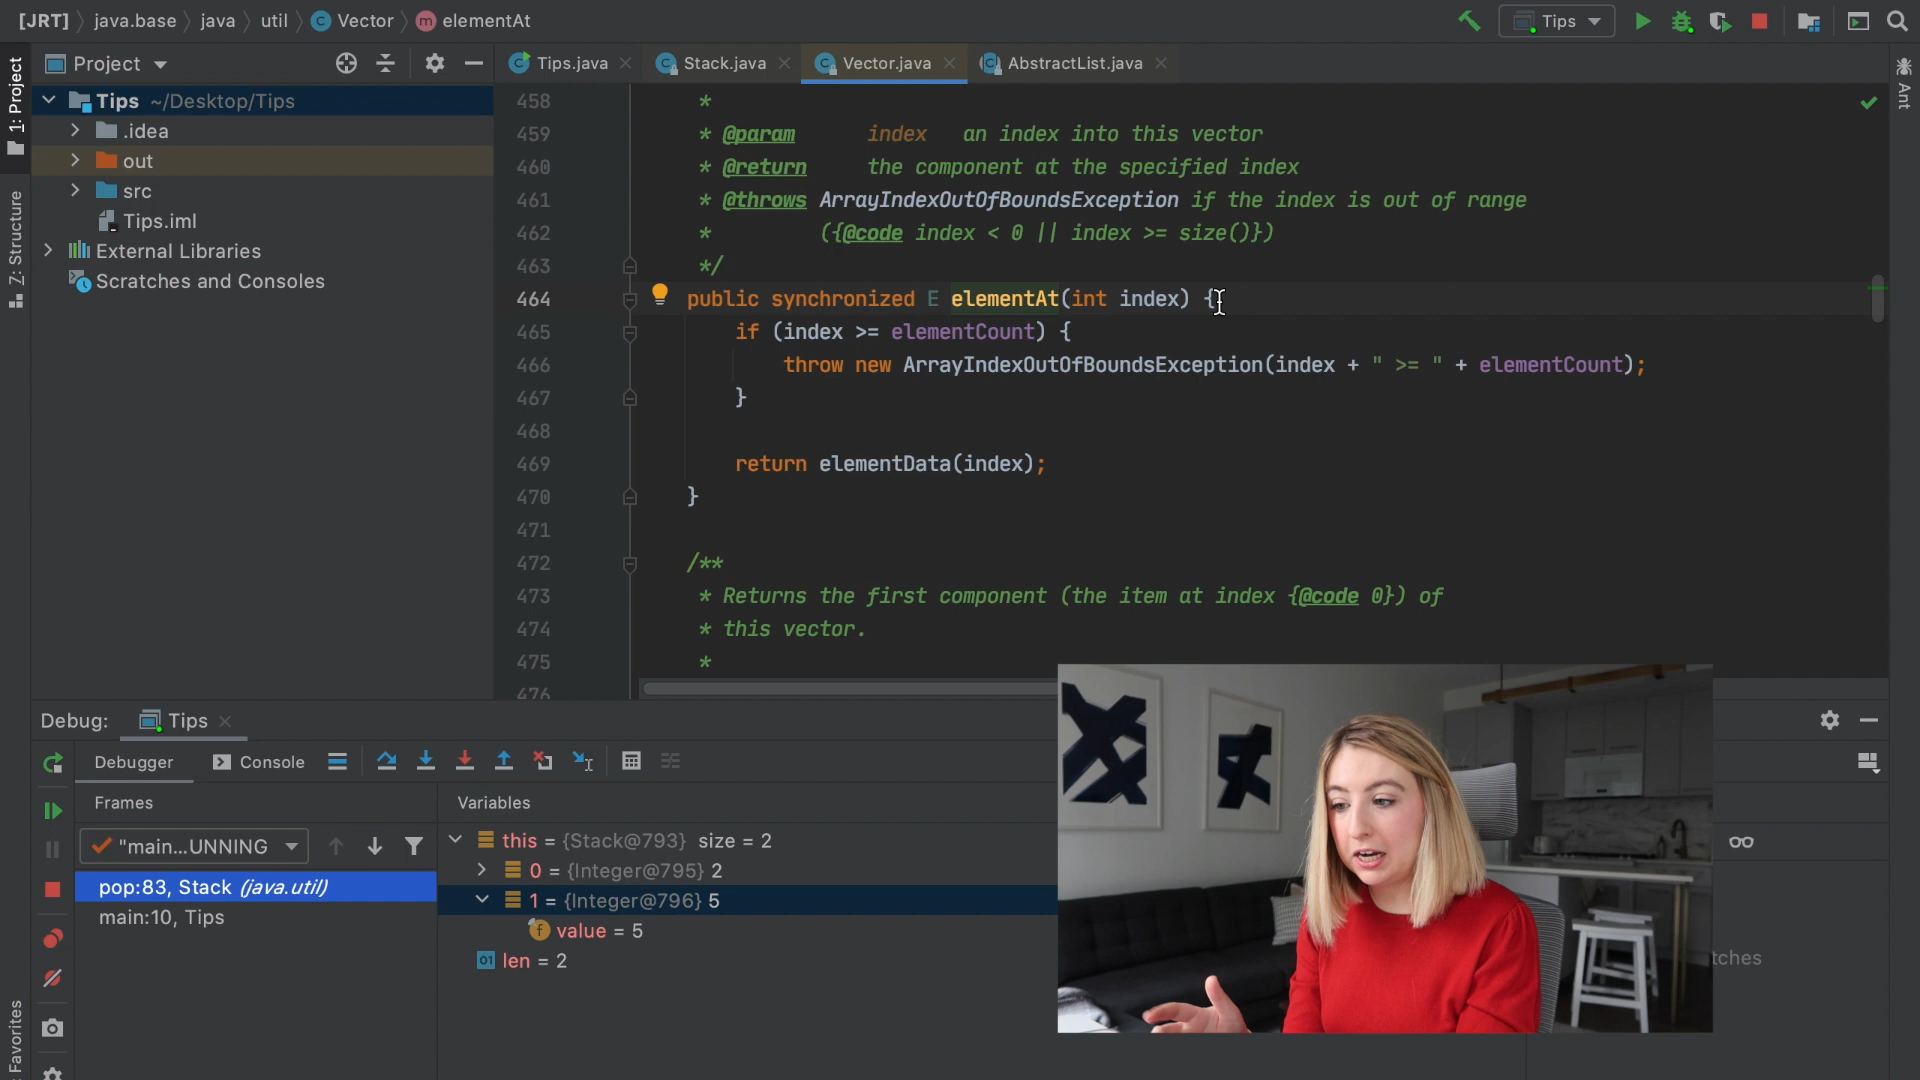 [JRT] java.base java util Vector elementAt
Tips
1: Project
Z: Structure
Favorites
Ant
Project
Tips ~/Desktop/Tips
.idea
out
src
Tips.iml
External Libraries
Scratches and Consoles
Tips.java Stack.java Vector.java AbstractList.java
458 *
459 * @param index an index into this vector
460 * @return the component at the specified index
461 * @throws ArrayIndexOutOfBoundsException if the index is out of range
462 * ({@code index < 0 || index >= size()})
463 */
464 public synchronized E elementAt(int index) {
465 if (index >= elementCount) {
466 throw new ArrayIndexOutOfBoundsException(index + " >= " + elementCount);
467 }
468
469 return elementData(index);
470 }
471
472 /**
473 * Returns the first component (the item at index {@code 0}) of
474 * this vector.
475 *
476
Debug: Tips
Debugger Console
Frames
Variables
"main...UNNING
pop:83, Stack (java.util)
main:10, Tips
this = {Stack@793} size = 2
0 = {Integer@795} 2
1 = {Integer@796} 5
f value = 5
01 len = 2
tches